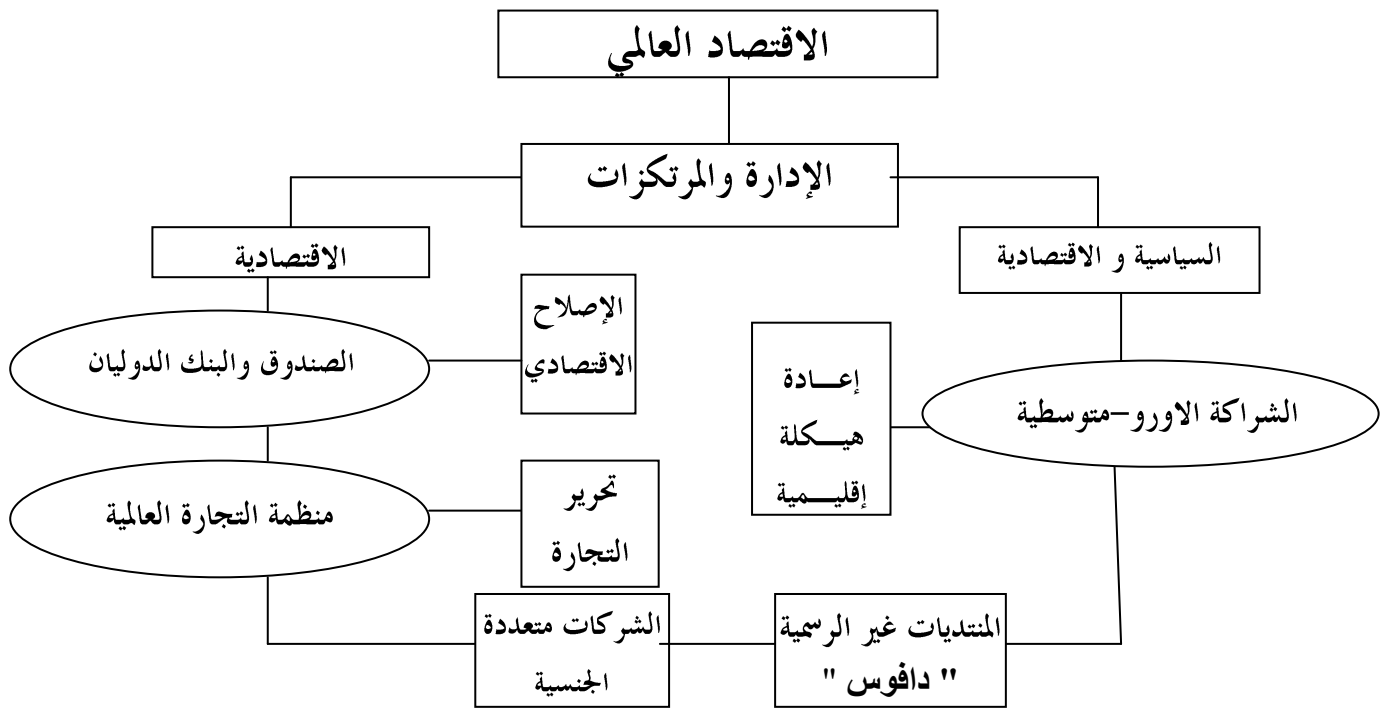 الاقتصاد العالمي
الإدارة والمرتكزات
السياسية و الاقتصادية
الاقتصادية
الشراكة الاورو-متوسطية
إعـــادة
هيـــكلة
إقليـــمية
الإصلاح
الاقتصادي
الصندوق والبنك الدوليان
تحرير
التجارة
منظمة التجارة العالمية
المنتديات غير الرسمية
" دافوس "
الشركات متعددة
الجنسية